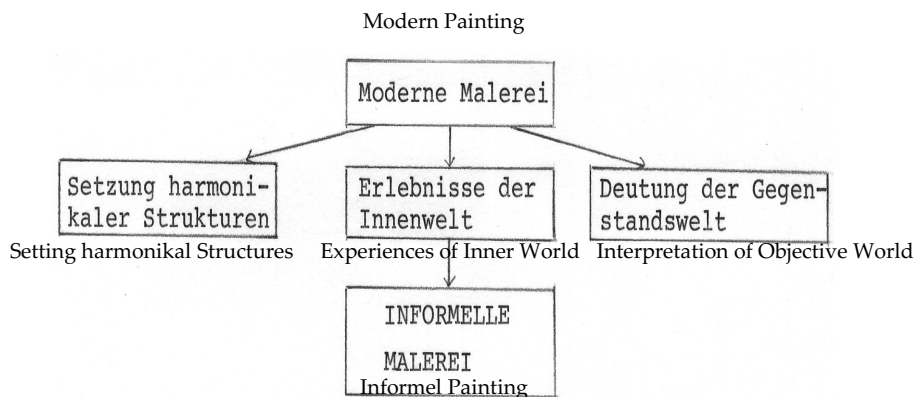 Modern Painting
Moderne Malerei
Setzung harmoni-
kaler Strukturen
Setting harmonikal Structures
Erlebnisse der
Innenwelt
Experiences of Inner World
Deutung der Gegen-
standswelt
Interpretation of Objective World
INFORMELLE
MALEREI
Informel Painting